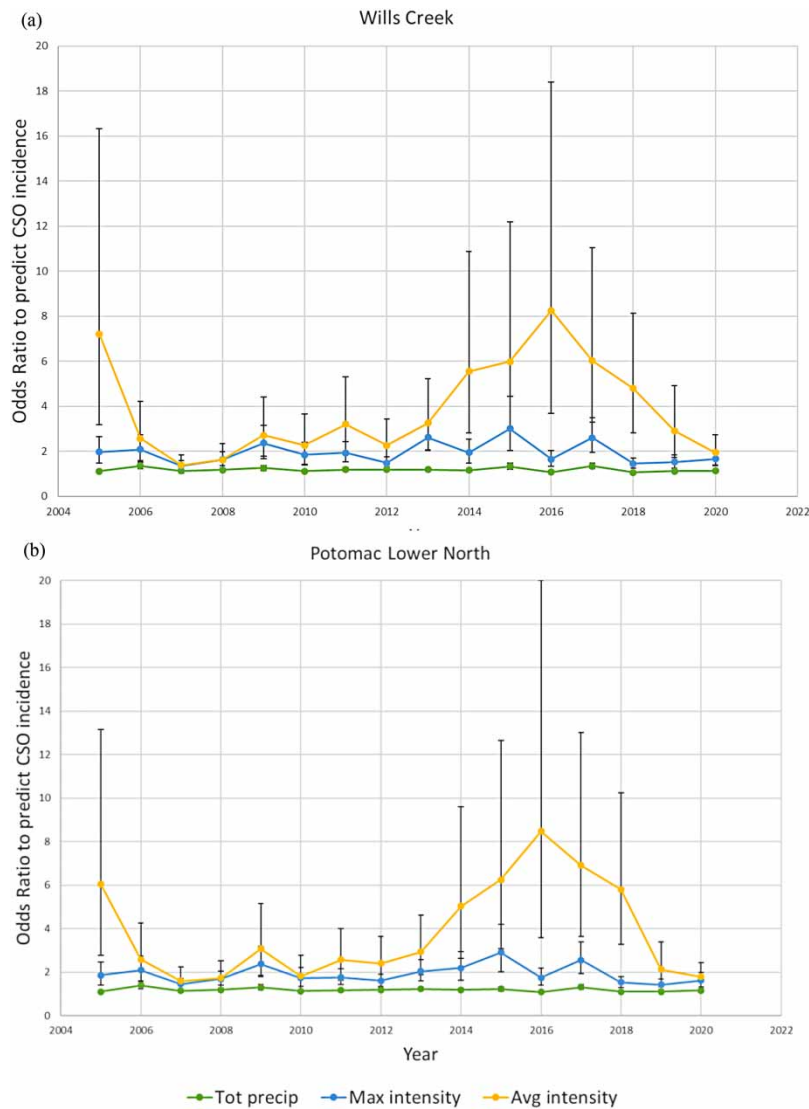 (a)
Wills Creek
Odds Ratio to predict CSO incidence
20
18
16
14
12
10
8
6
4
2
0
2004 2006 2008 2010 2012 2014 2016 2018 2020 2022
(b)
Potomac Lower North
Odds Ratio to predict CSO incidence
20
18
16
14
12
10
8
6
4
2
0
2004 2006 2008 2010 2012 2014 2016 2018 2020 2022
Year
Tot precip Max intensity Avg intensity